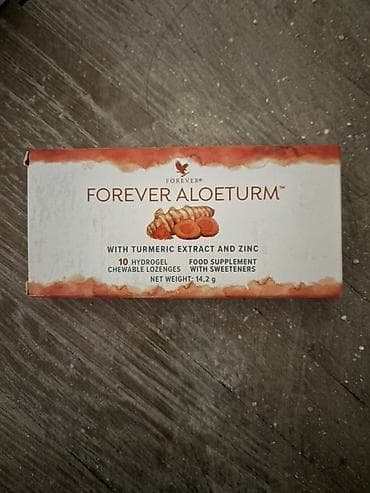 FOREVER®
FOREVER ALOETURM™
WITH TURMERIC EXTRACT AND ZINC
10 HYDROGEL
CHEWABLE LOZENGES
FOOD SUPPLEMENT
WITH SWEETENERS
NET WEIGHT: 14,2 g